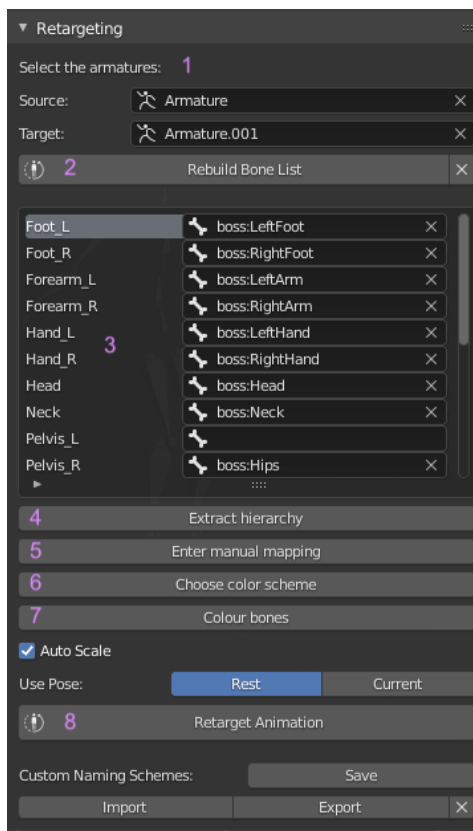 Retargeting
Select the armatures: 1
Source: Armature
Target: Armature.001
2 Rebuild Bone List
Foot_L boss:LeftFoot
Foot_R boss:RightFoot
Forearm_L boss:LeftArm
Forearm_R boss:RightArm
Hand_L boss:LeftHand
3
Hand_R boss:RightHand
Head boss:Head
Neck boss:Neck
Pelvis_L
Pelvis_R boss:Hips
4 Extract hierarchy
5 Enter manual mapping
6 Choose color scheme
7 Colour bones
Auto Scale
Use Pose: Rest Current
8 Retarget Animation
Custom Naming Schemes: Save
Import Export